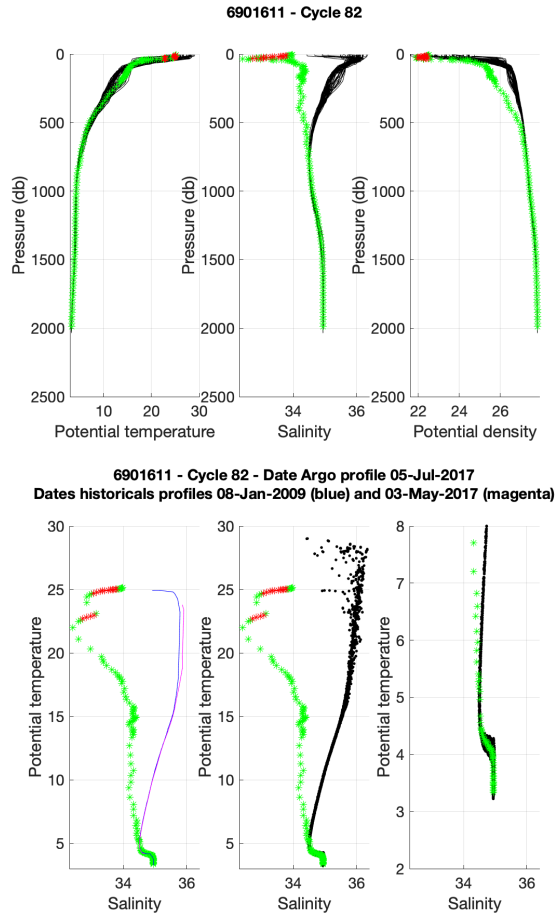 6901611 - Cycle 82
0
500
1000
1500
2000
2500
Pressure (db)
10 20 30
Potential temperature
0
500
1000
1500
2000
2500
Pressure (db)
34 36
Salinity
0
500
1000
1500
2000
2500
Pressure (db)
22 24 26
Potential density
6901611 - Cycle 82 - Date Argo profile 05-Jul-2017
Dates historicals profiles 08-Jan-2009 (blue) and 03-May-2017 (magenta)
30
25
20
15
10
5
Potential temperature
34 36
Salinity
30
25
20
15
10
5
Potential temperature
34 36
Salinity
8
7
6
5
4
3
2
Potential temperature
34 36
Salinity